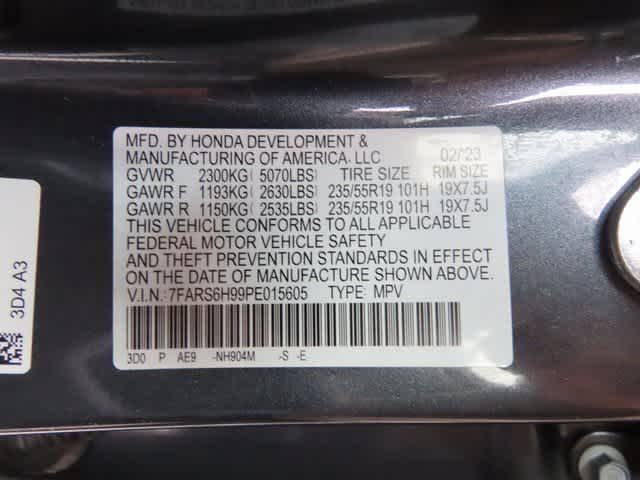 MFD. BY HONDA DEVELOPMENT &
MANUFACTURING OF AMERICA, LLC 02/23
GVWR 2300KG ( 5070LBS) TIRE SIZE RIM SIZE
GAWR F 1193KG ( 2630LBS) 235/55R19 101H 19X7.5J
GAWR R 1150KG ( 2535LBS) 235/55R19 101H 19X7.5J
THIS VEHICLE CONFORMS TO ALL APPLICABLE
FEDERAL MOTOR VEHICLE SAFETY
AND THEFT PREVENTION STANDARDS IN EFFECT
ON THE DATE OF MANUFACTURE SHOWN ABOVE.
V.I.N.: 7FARS6H99PE015605 TYPE: MPV
3D0 P AE9 -NH904M -S -E
3D4 A3